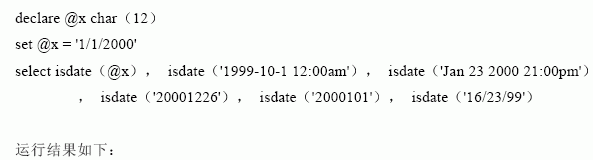 declare @x char（12）
set @x = '1/1/2000'
select isdate（@x）， isdate（'1999-10-1 12:00am'）， isdate（'Jan 23 2000 21:00pm'）
， isdate（'20001226'）， isdate（'2000101'）， isdate（'16/23/99'）
运行结果如下：